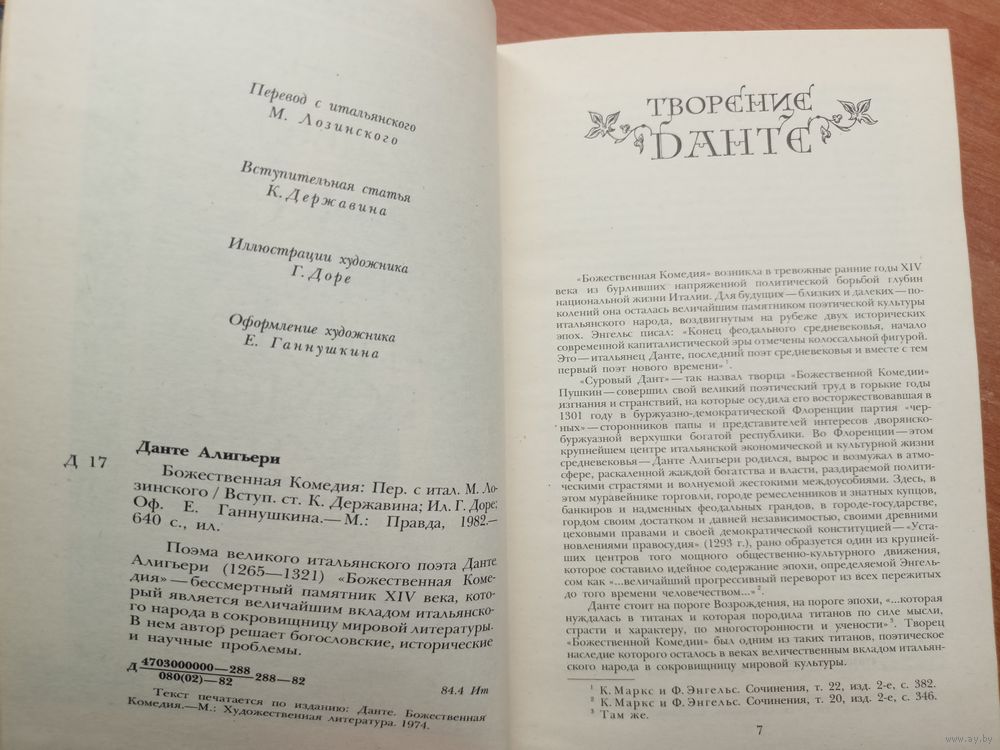 Перевод с итальянского
М. Лозинского
Вступительная статья
К. Державина
Иллюстрации художника
Г. Доре
Оформление художника
Е. Ганнушкина
Данте Алигьери
Д 17
Божественная Комедия: Пер. с итал. М. Ло-
зинского / Вступ. ст. К. Державина; Ил. Г. Доре;
Оф. Е. Ганнушкина.— М.: Правда, 1982.—
640 с., ил.
Поэма великого итальянского поэта Данте
Алигьери (1265—1321) «Божественная Коме-
дия» — бессмертный памятник XIV века, кото-
рый является величайшим вкладом итальянско-
го народа в сокровищницу мировой литературы.
В нем автор решает богословские, исторические
и научные проблемы.
Д 4703000000—288
080(02)—82 288—82
84.4 Ит
Текст печатается по изданию: Данте. Божественная
Комедия.—М.: Художественная литература. 1974.
ТВОРЕНИЕ
ДАНТЕ
«Божественная Комедия» возникла в тревожные ранние годы XIV
века из бурливших напряженной политической борьбой глубин
национальной жизни Италии. Для будущих — близких и далеких — по-
колений она осталась величайшим памятником поэтической культуры
итальянского народа, воздвигнутым на рубеже двух исторических
эпох. Энгельс писал: «Конец феодального средневековья, начало
современной капиталистической эры отмечены колоссальной фигурой.
Это — итальянец Данте, последний поэт средневековья и вместе с тем
первый поэт нового времени» 1.
«Суровый Дант» — так назвал творца «Божественной Комедии»
Пушкин — совершил свой великий поэтический труд в горькие годы
изгнания и странствий, на которые осудила его восторжествовавшая в
1301 году в буржуазно-демократической Флоренции партия «чер-
ных» — сторонников папы и представителей интересов дворянско-
буржуазной верхушки богатой республики. Во Флоренции — этом
крупнейшем центре итальянской экономической и культурной жизни
средневековья — Данте Алигьери родился, вырос и возмужал в атмос-
фере, раскаленной жаждой богатства и власти, раздираемой полити-
ческими страстями и волнуемой жестокими междоусобиями. Здесь, в
этом муравейнике торговли, городе ремесленников и знатных купцов,
банкиров и надменных феодальных грандов, в городе-государстве,
гордом своим достатком и давней независимостью, своими древними
цеховыми правами и своей демократической конституцией — «Уста-
новлениями правосудия» (1293 г.), рано образуется один из крупней-
ших центров того мощного общественно-культурного движения,
которое составило идейное содержание эпохи, определяемой Энгель-
сом как «...величайший прогрессивный переворот из всех пережитых
до того времени человечеством...» 2.
Данте стоит на пороге Возрождения, на пороге эпохи, «...которая
нуждалась в титанах и которая породила титанов по силе мысли,
страсти и характеру, по многосторонности и учености» 3. Творец
«Божественной Комедии» был одним из таких титанов, поэтическое
наследие которого осталось в веках величественным вкладом итальян-
ского народа в сокровищницу мировой культуры.
1 К. Маркс и Ф. Энгельс. Сочинения, т. 22, изд. 2-е, с. 382.
2 К. Маркс и Ф. Энгельс. Сочинения, т. 20, изд. 2-е, с. 346.
3 Там же.
7
www.ay.by